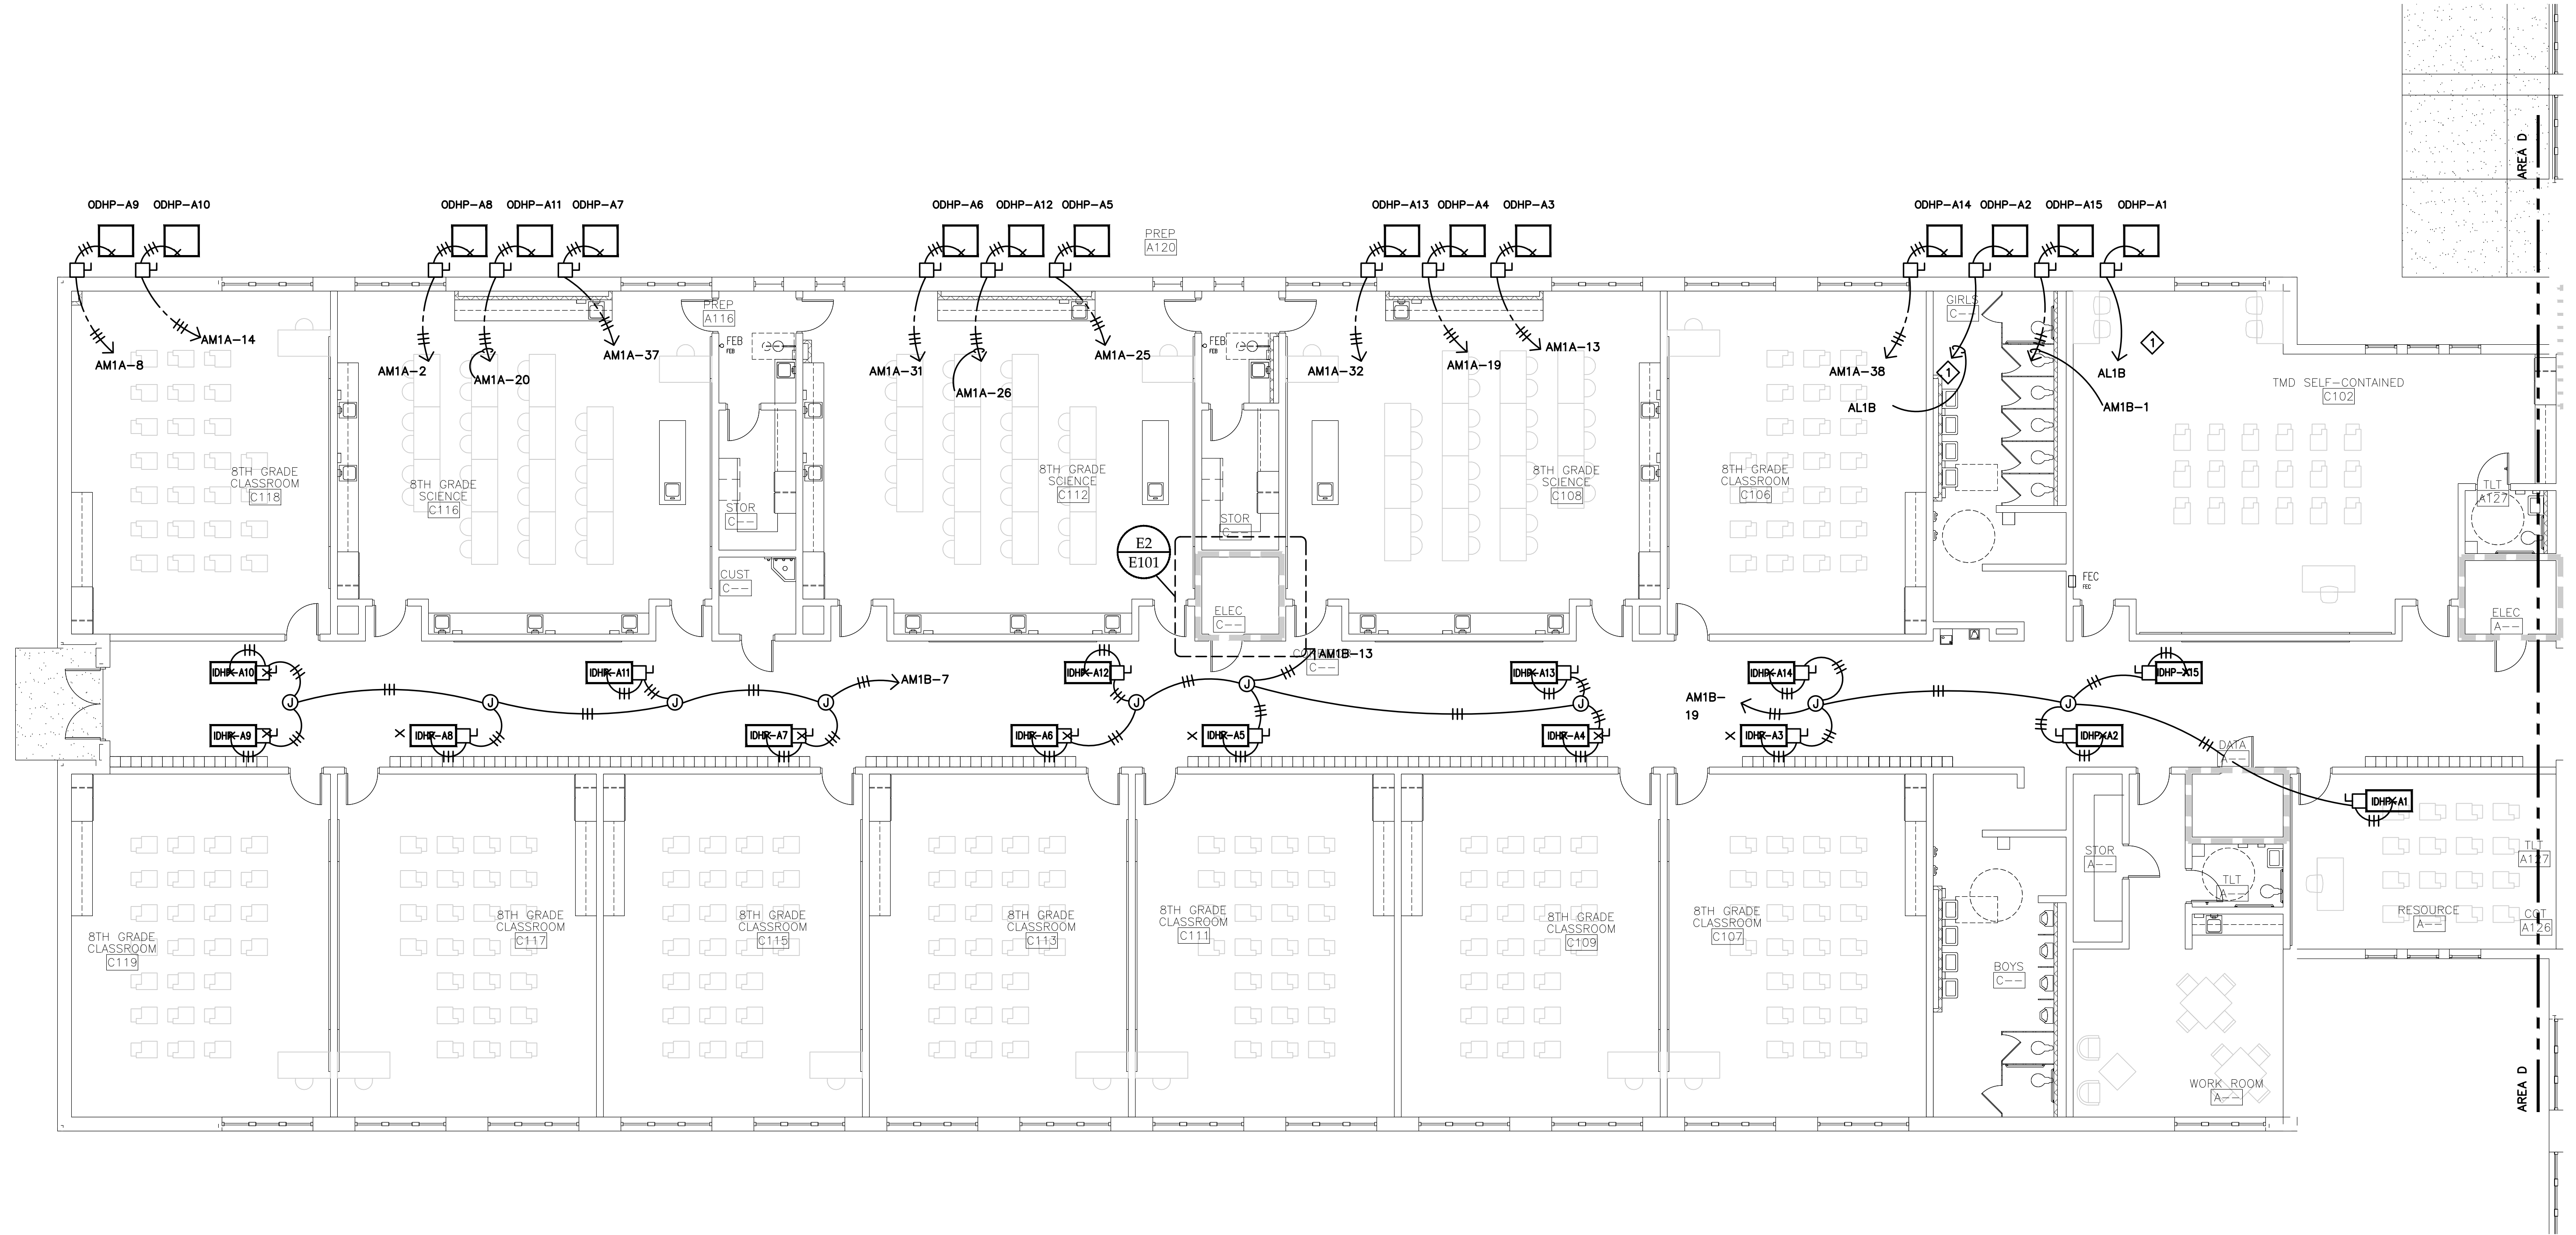 AREA D
ODHP-A9
ODHP-A10
ODHP-A8
ODHP-A11
ODHP-A7
ODHP-A6
ODHP-A12
ODHP-A5
ODHP-A13
ODHP-A4
ODHP-A3
ODHP-A14
ODHP-A2
ODHP-A15
ODHP-A1
PREP
A120
GIRLS
C--
PREP
A116
AM1A-14
AM1A-8
AM1A-2
AM1A-20
AM1A-37
FEB
FEB
AM1A-31
AM1A-26
AM1A-25
FEB
FEB
AM1A-32
AM1A-19
AM1A-13
AM1A-38
1
AL1B
1
AL1B
AM1B-1
TMD SELF-CONTAINED
C102
8TH GRADE
CLASSROOM
C118
8TH GRADE
SCIENCE
C116
STOR
C--
8TH GRADE
SCIENCE
C112
STOR
C--
8TH GRADE
SCIENCE
C108
8TH GRADE
CLASSROOM
C106
TLT
A127
E2
E101
CUST
C--
ELEC
C--
FEC
FEC
ELEC
A--
C--
AM1B-13
IDHP-A10
IDHP-A11
IDHP-A12
IDHP-A13
IDHP-A14
IDHP-A15
J
J
J
J
J
J
J
J
J
AM1B-7
AM1B-
19
IDHP-A9
IDHP-A8
IDHP-A7
IDHP-A6
IDHP-A5
IDHP-A4
IDHP-A3
IDHP-A2
DATA
A--
IDHP-A1
STOR
A--
TLT
A--
TLT
A127
8TH GRADE
CLASSROOM
C119
8TH GRADE
CLASSROOM
C117
8TH GRADE
CLASSROOM
C115
8TH GRADE
CLASSROOM
C113
8TH GRADE
CLASSROOM
C111
8TH GRADE
CLASSROOM
C109
8TH GRADE
CLASSROOM
C107
RESOURCE
A--
A126
BOYS
C--
WORK ROOM
A--
AREA D